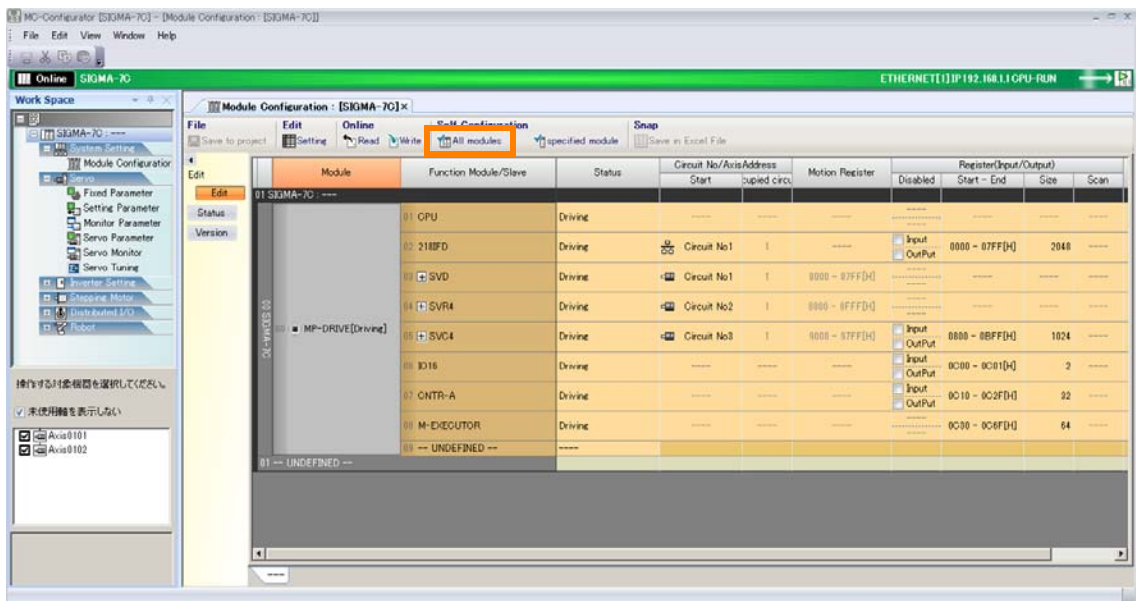 MC-Configurator [SIGMA-7C] - [Module Configuration : [SIGMA-7C]]
File Edit View Window Help
Online SIGMA-7C ETHERNET[1] IP192.168.1.1 CPU-RUN
Work Space
SIGMA-7C : ---
System Setting
Module Configuration
Servo
Fixed Parameter
Setting Parameter
Monitor Parameter
Servo Parameter
Servo Monitor
Servo Tuning
Inverter Setting
Stepping Motor
Distributed I/O
Robot
操作する対象機器を選択してください。
未使用軸を表示しない
Axis0101
Axis0102
Module Configuration : [SIGMA-7C] ×
File Edit Online Self Configuration Snap
Save to project Setting Read Write All modules specified module Save in Excel File
Edit
Edit
Status
Version
Module Function Module/Slave Status Circuit No/AxisAddress Motion Register Register(Input/Output)
Start cupied circu Disabled Start - End Size Scan
01 SIGMA-7C : ---
00 SIGMA-7C
00 MP-DRIVE[Driving]
01 CPU Driving ---- ---- ---- ---- ---- ---- ----
02 218IFD Driving Circuit No1 1 ---- Input OutPut 0000 - 07FF[H] 2048 ----
03 SVD Driving Circuit No1 1 8000 - 87FF[H] ---- ---- ---- ----
04 SVR4 Driving Circuit No2 1 8800 - 8FFF[H] ---- ---- ---- ----
05 SVC4 Driving Circuit No3 1 9000 - 97FF[H] Input OutPut 0800 - 0BFF[H] 1024 ----
06 IO16 Driving ---- ---- ---- Input OutPut 0C00 - 0C01[H] 2 ----
07 CNTR-A Driving ---- ---- ---- Input OutPut 0C10 - 0C2F[H] 32 ----
08 M-EXECUTOR Driving ---- ---- ---- ---- 0C30 - 0C6F[H] 64 ----
09 -- UNDEFINED -- ----
01 -- UNDEFINED --
----